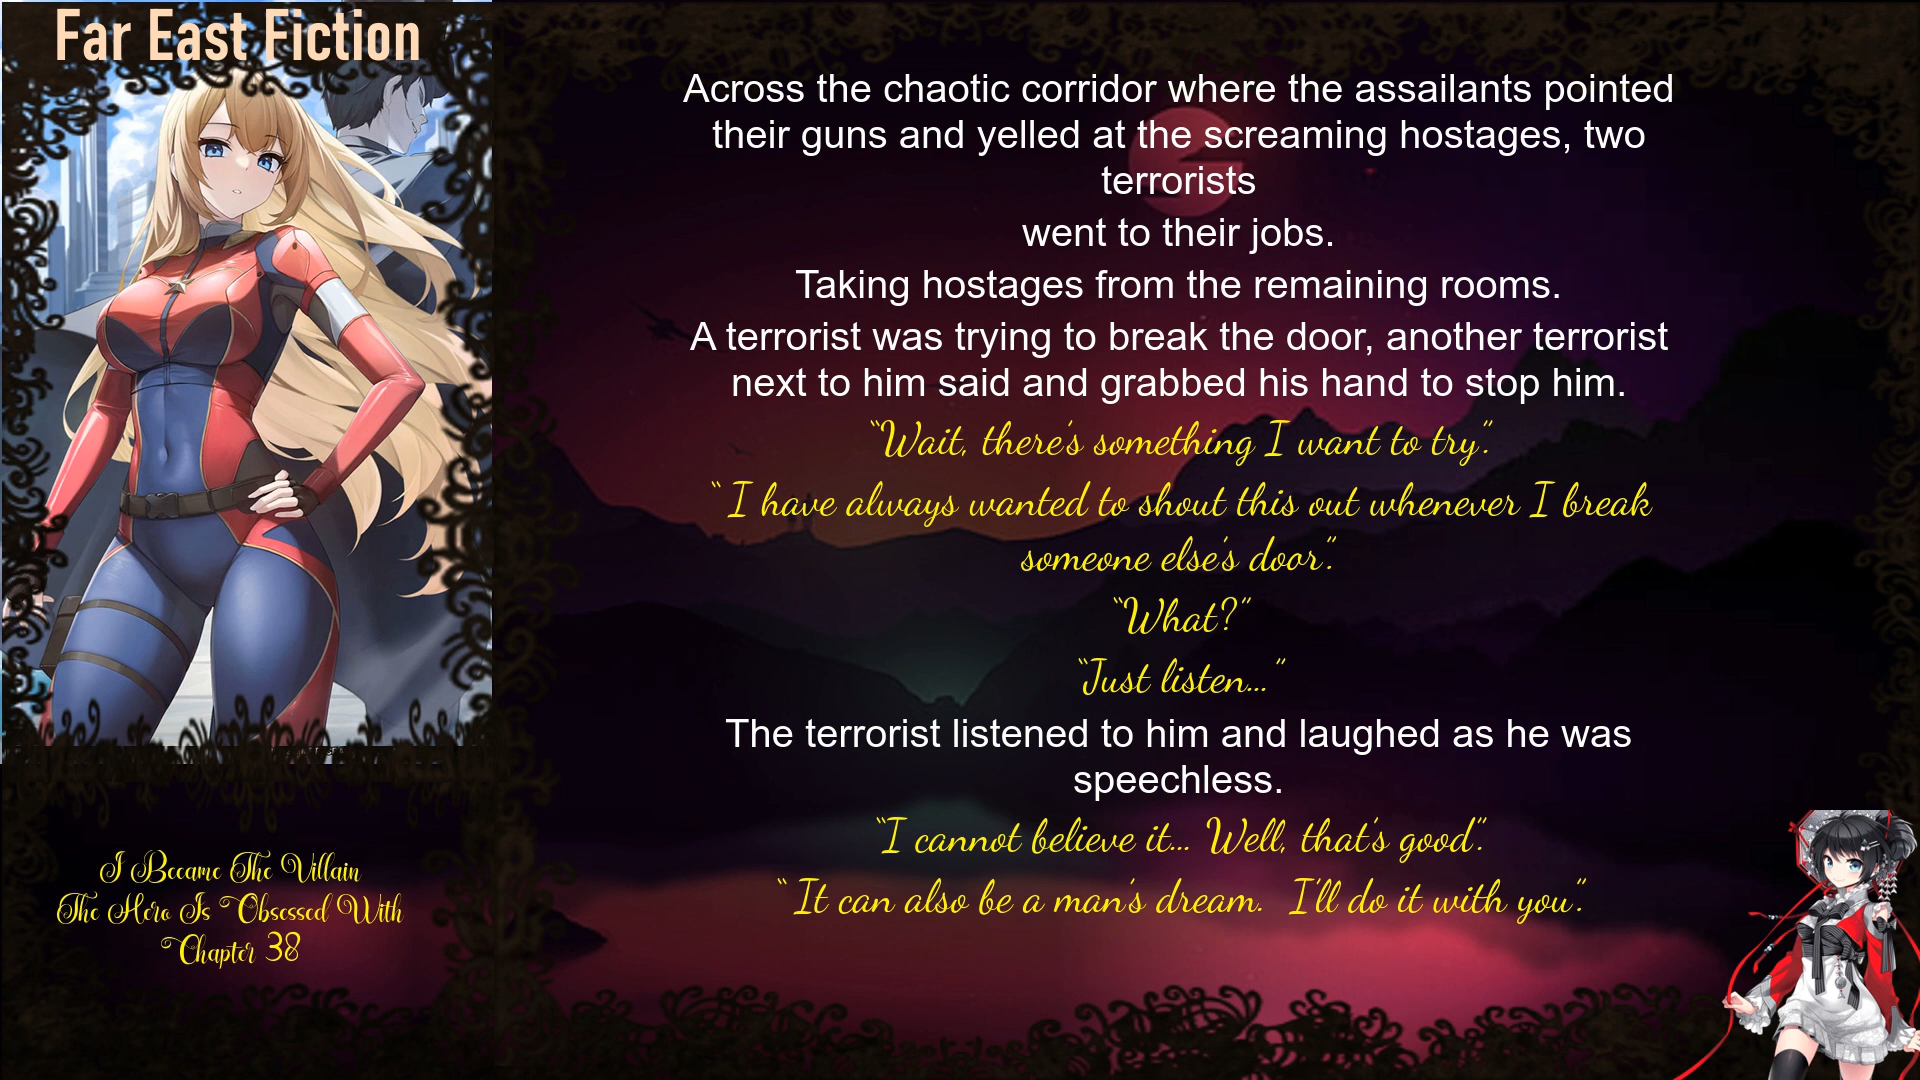 Far East Fiction
Across the chaotic corridor where the assailants pointed
their guns and yelled at the screaming hostages, two
terrorists
went to their jobs.
Taking hostages from the remaining rooms.
A terrorist was trying to break the door, another terrorist
next to him said and grabbed his hand to stop him.
“Wait, there’s something I want to try”.
“ I have always wanted to shout this out whenever I break
someone else’s door”.
“What?”
“Just listen…”
The terrorist listened to him and laughed as he was
speechless.
“I cannot believe it… Well, that’s good”.
“ It can also be a man’s dream.  I’ll do it with you”.
I Became The Villain
The Hero Is Obsessed With
Chapter 38